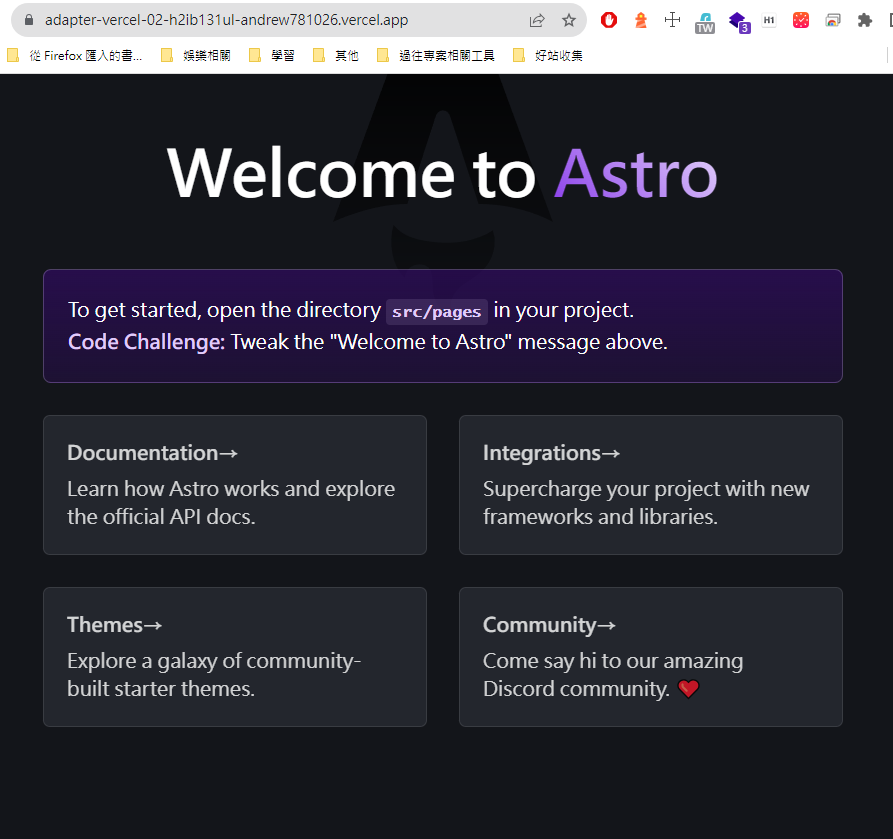 adapter-vercel-02-h2ib131ul-andrew781026.vercel.app
TW
3
H1
從 Firefox 匯入的書... 娛樂相關 學習 其他 過往專案相關工具 好站收集
Welcome to Astro
To get started, open the directory src/pages in your project.
Code Challenge: Tweak the "Welcome to Astro" message above.
Documentation→
Learn how Astro works and explore
the official API docs.
Integrations→
Supercharge your project with new
frameworks and libraries.
Themes→
Explore a galaxy of community-
built starter themes.
Community→
Come say hi to our amazing
Discord community. ❤️